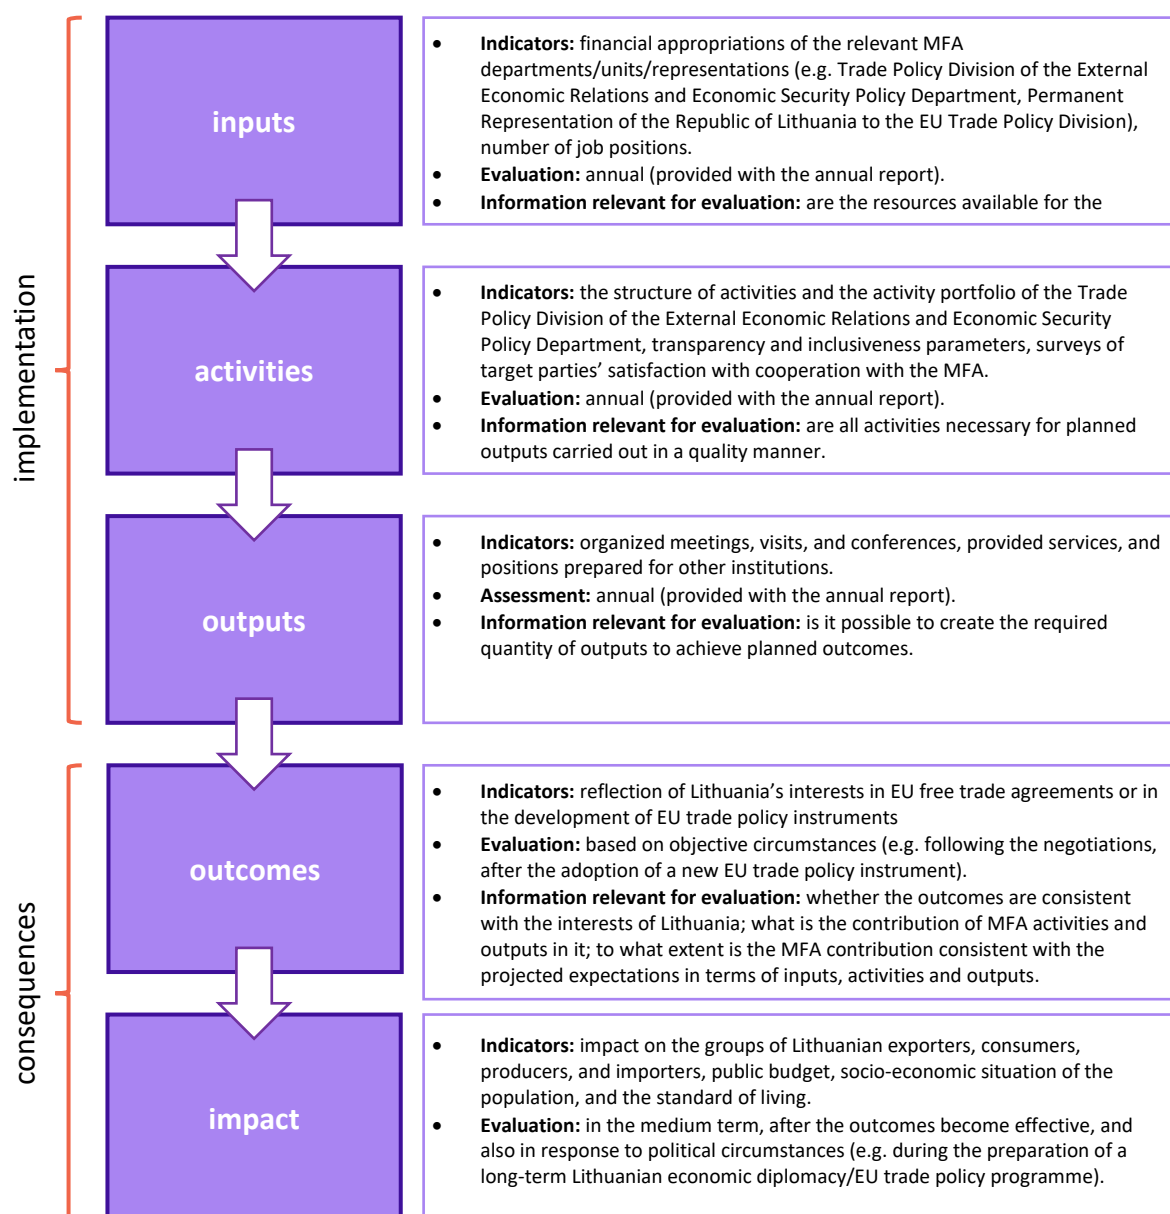 implementation
inputs
• Indicators: financial appropriations of the relevant MFA
departments/units/representations (e.g. Trade Policy Division of the External
Economic Relations and Economic Security Policy Department, Permanent
Representation of the Republic of Lithuania to the EU Trade Policy Division),
number of job positions.
• Evaluation: annual (provided with the annual report).
• Information relevant for evaluation: are the resources available for the
activities
• Indicators: the structure of activities and the activity portfolio of the Trade
Policy Division of the External Economic Relations and Economic Security
Policy Department, transparency and inclusiveness parameters, surveys of
target parties’ satisfaction with cooperation with the MFA.
• Evaluation: annual (provided with the annual report).
• Information relevant for evaluation: are all activities necessary for planned
outputs carried out in a quality manner.
outputs
• Indicators: organized meetings, visits, and conferences, provided services, and
positions prepared for other institutions.
• Assessment: annual (provided with the annual report).
• Information relevant for evaluation: is it possible to create the required
quantity of outputs to achieve planned outcomes.
consequences
outcomes
• Indicators: reflection of Lithuania’s interests in EU free trade agreements or in
the development of EU trade policy instruments
• Evaluation: based on objective circumstances (e.g. following the negotiations,
after the adoption of a new EU trade policy instrument).
• Information relevant for evaluation: whether the outcomes are consistent
with the interests of Lithuania; what is the contribution of MFA activities and
outputs in it; to what extent is the MFA contribution consistent with the
projected expectations in terms of inputs, activities and outputs.
impact
• Indicators: impact on the groups of Lithuanian exporters, consumers,
producers, and importers, public budget, socio-economic situation of the
population, and the standard of living.
• Evaluation: in the medium term, after the outcomes become effective, and
also in response to political circumstances (e.g. during the preparation of a
long-term Lithuanian economic diplomacy/EU trade policy programme).